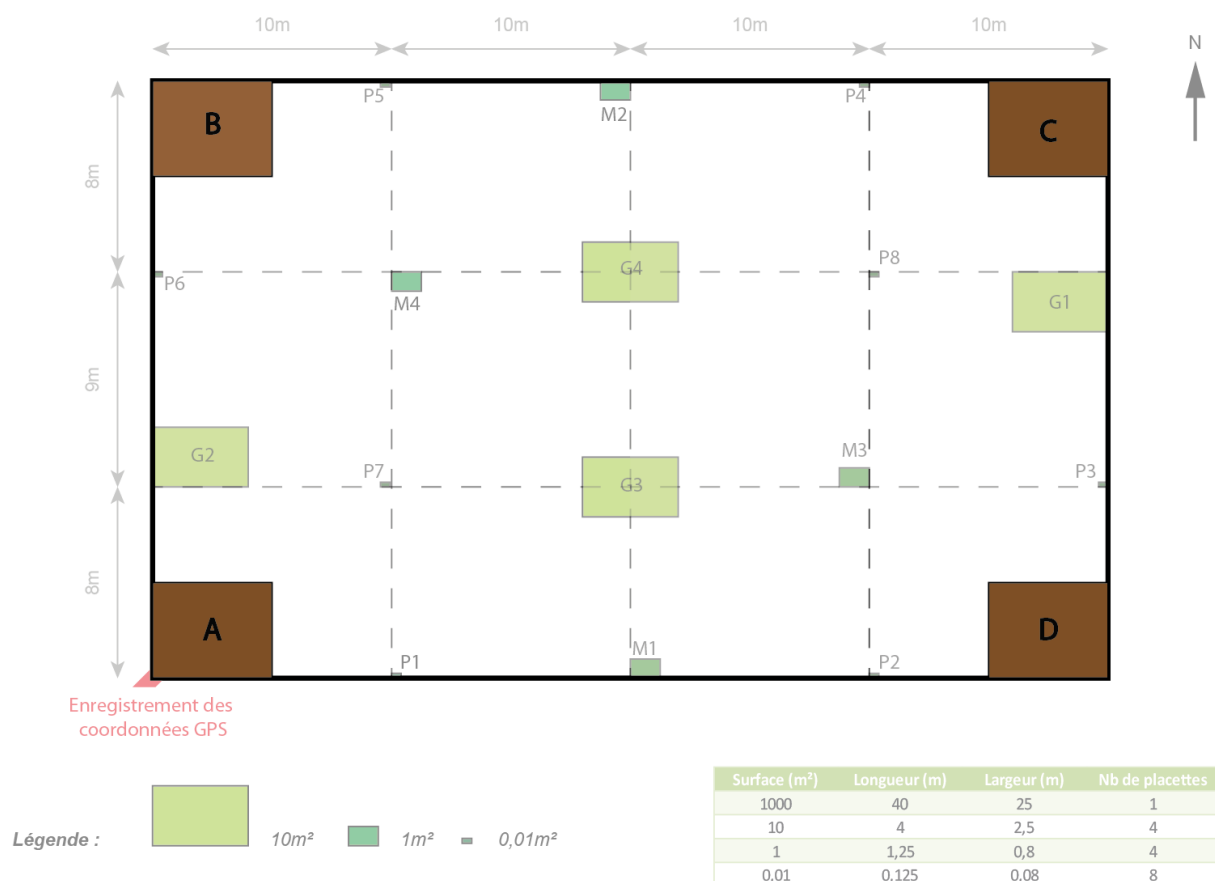 10m 10m 10m 10m
N
P5 M2 P4
B C
8m
P6 M4 G4 P8 G1
9m
G2 P7 G3 M3 P3
8m
A D
P1 M1 P2
Enregistrement des
coordonnées GPS
Légende : 10m² 1m² 0,01m²
Surface (m²) Longueur (m) Largeur (m) Nb de placettes
1000 40 25 1
10 4 2,5 4
1 1,25 0,8 4
0,01 0,125 0,08 8